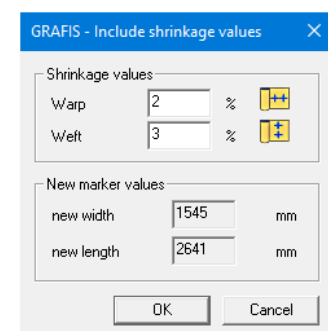 GRAFIS - Include shrinkage values
Shrinkage values
Warp 2 %
Weft 3 %
New marker values
new width 1545 mm
new length 2641 mm
OK Cancel